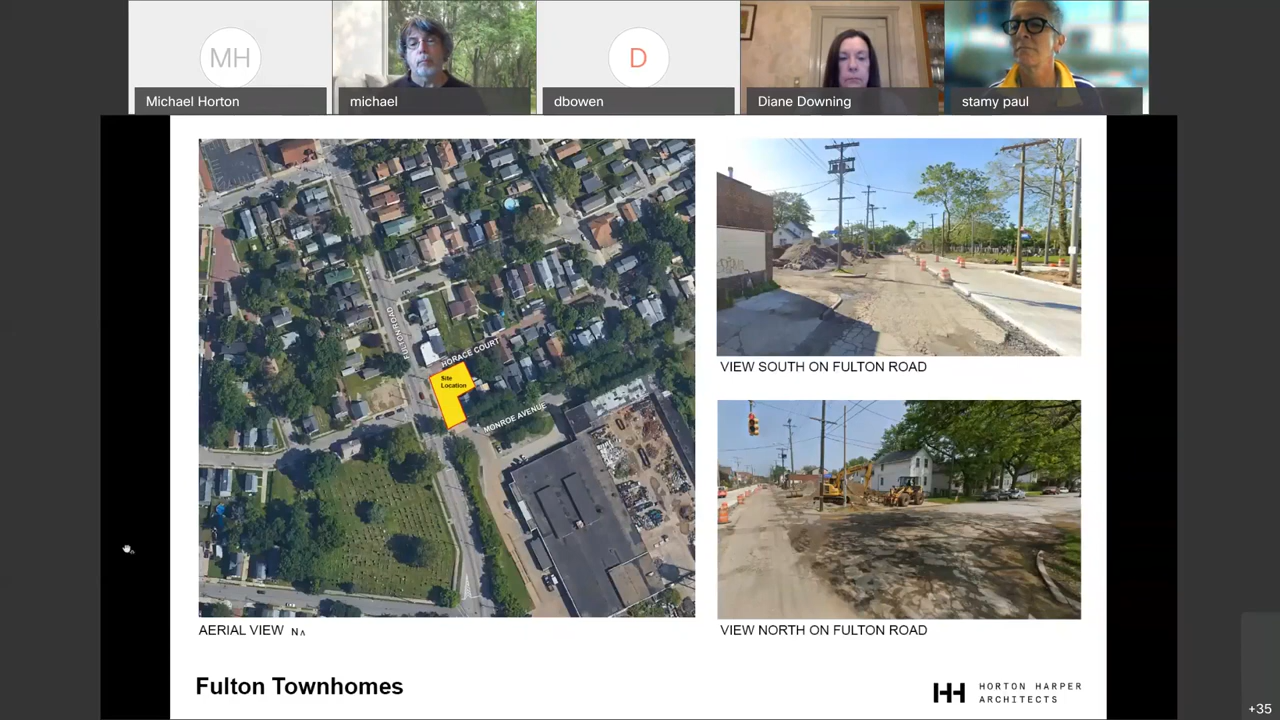 MH
D
Michael Horton
michael
dbowen
Diane Downing
stamy paul
FULTON ROAD
HORACE COURT
Site
Location
MONROE AVENUE
AERIAL VIEW N^
VIEW SOUTH ON FULTON ROAD
VIEW NORTH ON FULTON ROAD
Fulton Townhomes
HH HORTON HARPER
ARCHITECTS
+35